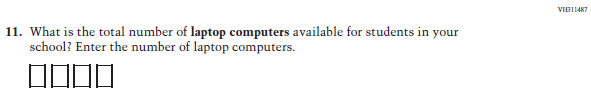 VH311487
11. What is the total number of laptop computers available for students in your
school? Enter the number of laptop computers.